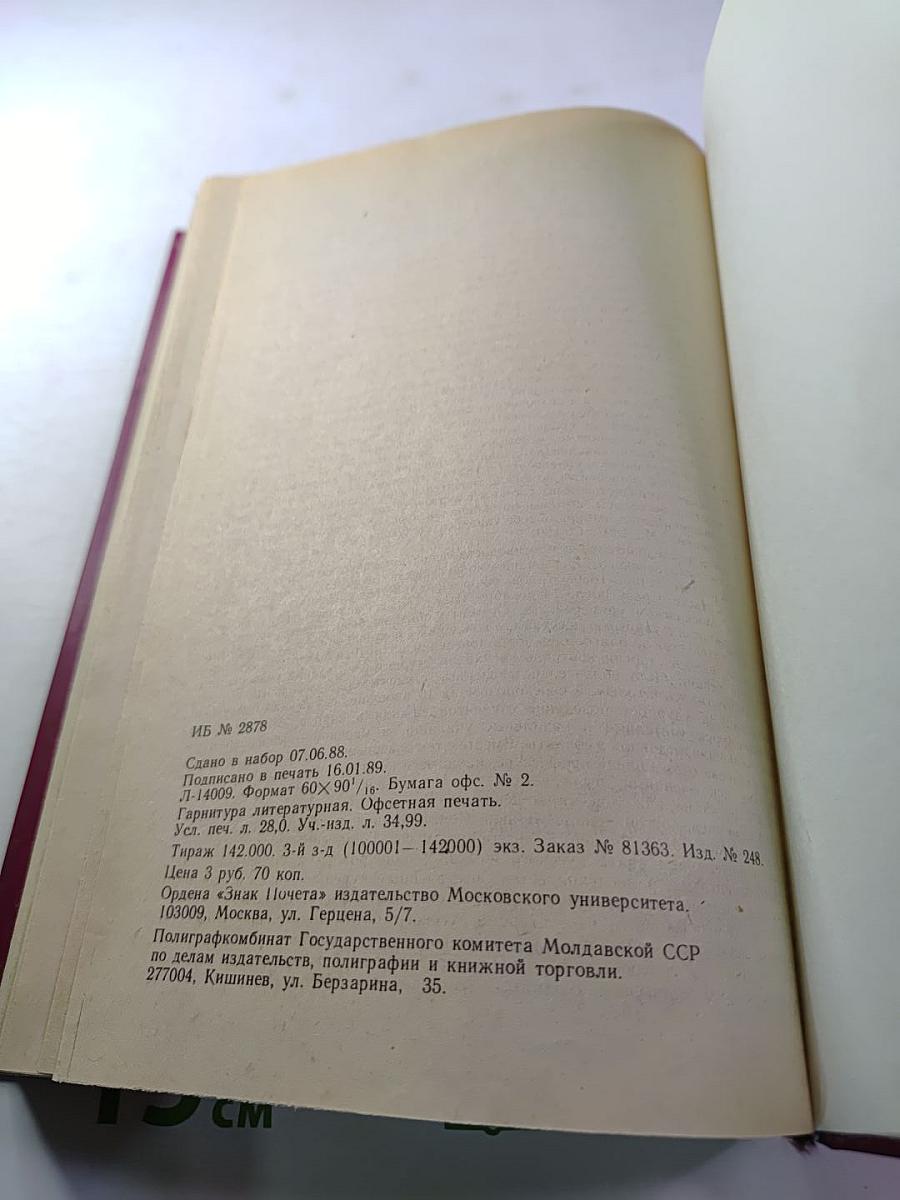 ИБ № 2878
Сдано в набор 07.06.88.
Подписано в печать 16.01.89.
Л-14009. Формат 60×90¹/₁₆. Бумага офс. № 2.
Гарнитура литературная. Офсетная печать.
Усл. печ. л. 28,0. Уч.-изд. л. 34,99.
Тираж 142.000. 3-й з-д (100001— 142000) экз. Заказ № 81363. Изд. № 248.
Цена 3 руб. 70 коп.
Ордена «Знак Почета» издательство Московского университета.
103009, Москва, ул. Герцена, 5/7.
Полиграфкомбинат Государственного комитета Молдавской ССР
по делам издательств, полиграфии и книжной торговли.
277004, Кишинев, ул. Берзарина, 35.
15 см